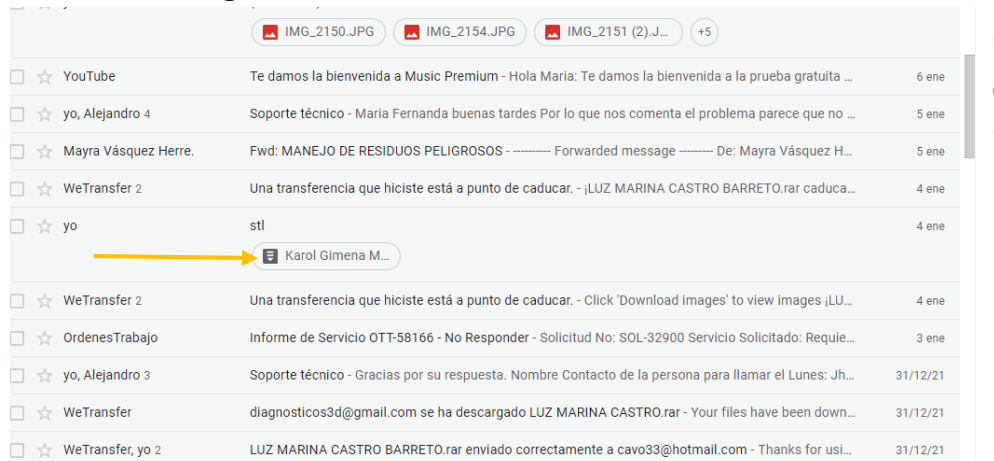 IMG_2150.JPG IMG_2154.JPG IMG_2151 (2).J... +5
YouTube Te damos la bienvenida a Music Premium - Hola Maria: Te damos la bienvenida a la prueba gratuita ... 6 ene
yo, Alejandro 4 Soporte técnico - Maria Fernanda buenas tardes Por lo que nos comenta el problema parece que no ... 5 ene
Mayra Vásquez Herre. Fwd: MANEJO DE RESIDUOS PELIGROSOS - ---------- Forwarded message --------- De: Mayra Vásquez H... 5 ene
WeTransfer 2 Una transferencia que hiciste está a punto de caducar. - ¡LUZ MARINA CASTRO BARRETO.rar caduca... 4 ene
yo stl 4 ene
Karol Gimena M...
WeTransfer 2 Una transferencia que hiciste está a punto de caducar. - Click 'Download images' to view images ¡LU... 4 ene
OrdenesTrabajo Informe de Servicio OTT-58166 - No Responder - Solicitud No: SOL-32900 Servicio Solicitado: Requie... 3 ene
yo, Alejandro 3 Soporte técnico - Gracias por su respuesta. Nombre Contacto de la persona para llamar el Lunes: Jh... 31/12/21
WeTransfer diagnosticos3d@gmail.com se ha descargado LUZ MARINA CASTRO.rar - Your files have been down... 31/12/21
WeTransfer, yo 2 LUZ MARINA CASTRO BARRETO.rar enviado correctamente a cavo33@hotmail.com - Thanks for usi... 31/12/21